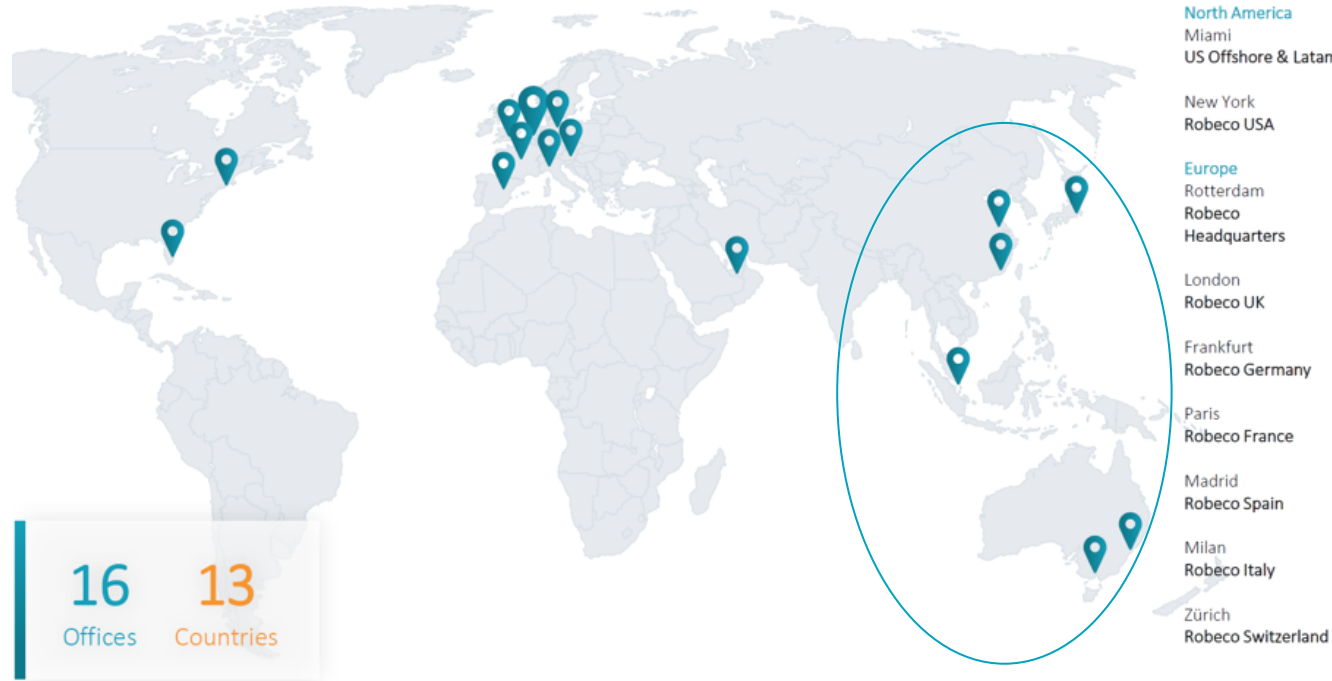 North America
Miami
US Offshore & Latam
New York
Robeco USA
Europe
Rotterdam
Robeco
Headquarters
London
Robeco UK
Frankfurt
Robeco Germany
Paris
Robeco France
Madrid
Robeco Spain
Milan
Robeco Italy
Zürich
Robeco Switzerland
16 13
Offices Countries